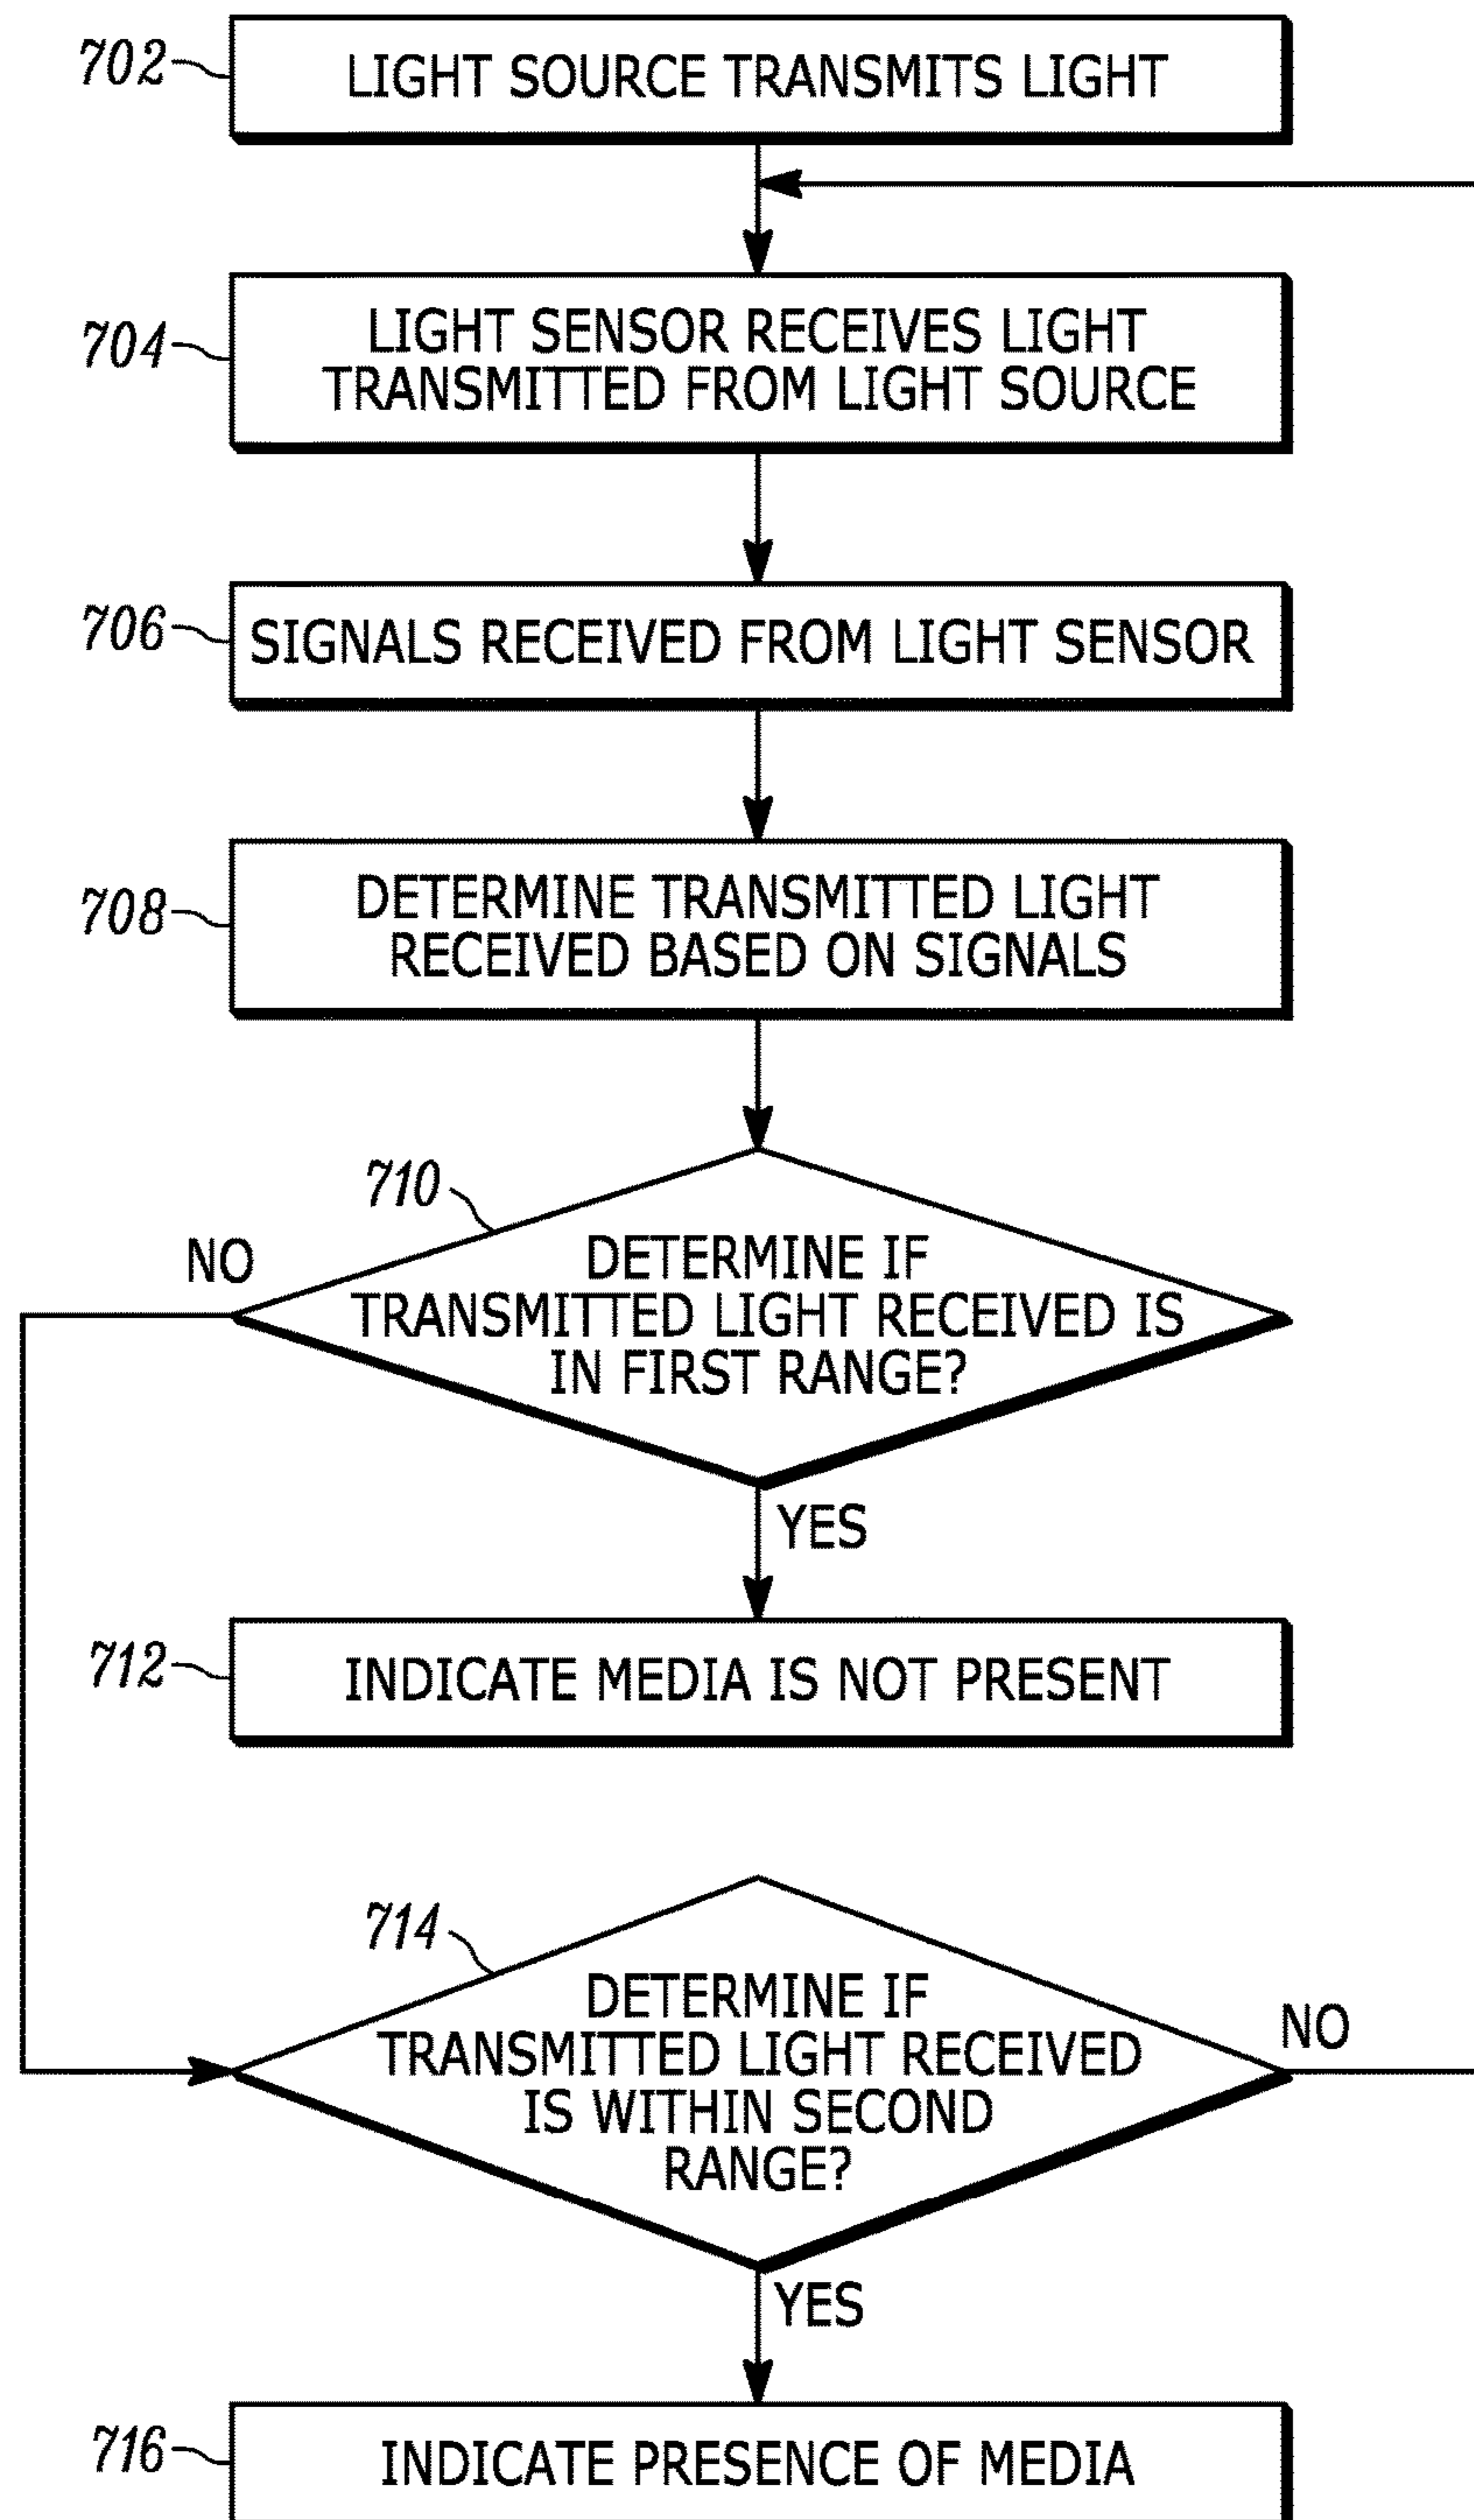 702
LIGHT SOURCE TRANSMITS LIGHT
704
LIGHT SENSOR RECEIVES LIGHT
TRANSMITTED FROM LIGHT SOURCE
706
SIGNALS RECEIVED FROM LIGHT SENSOR
708
DETERMINE TRANSMITTED LIGHT
RECEIVED BASED ON SIGNALS
710
NO
DETERMINE IF
TRANSMITTED LIGHT RECEIVED IS
IN FIRST RANGE?
YES
712
INDICATE MEDIA IS NOT PRESENT
714
DETERMINE IF
TRANSMITTED LIGHT RECEIVED
IS WITHIN SECOND
RANGE?
NO
YES
716
INDICATE PRESENCE OF MEDIA